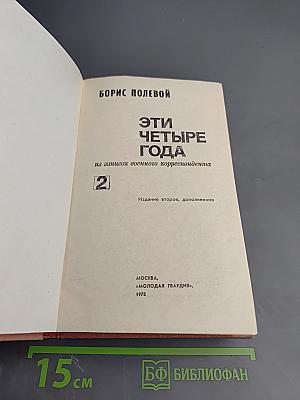 БОРИС ПОЛЕВОЙ
ЭТИ
ЧЕТЫРЕ
ГОДА
из записок военного корреспондента
2
Издание второе, дополненное
МОСКВА,
«МОЛОДАЯ ГВАРДИЯ»,
1978
15 см
БФ БИБЛИОФАН